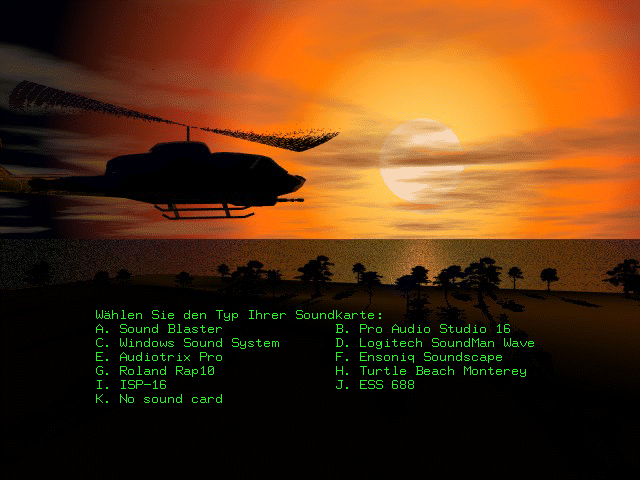 Wählen Sie den Typ Ihrer Soundkarte:
A. Sound Blaster B. Pro Audio Studio 16
C. Windows Sound System D. Logitech SoundMan Wave
E. Audiotrix Pro F. Ensoniq Soundscape
G. Roland Rap10 H. Turtle Beach Monterey
I. ISP-16 J. ESS 688
K. No sound card